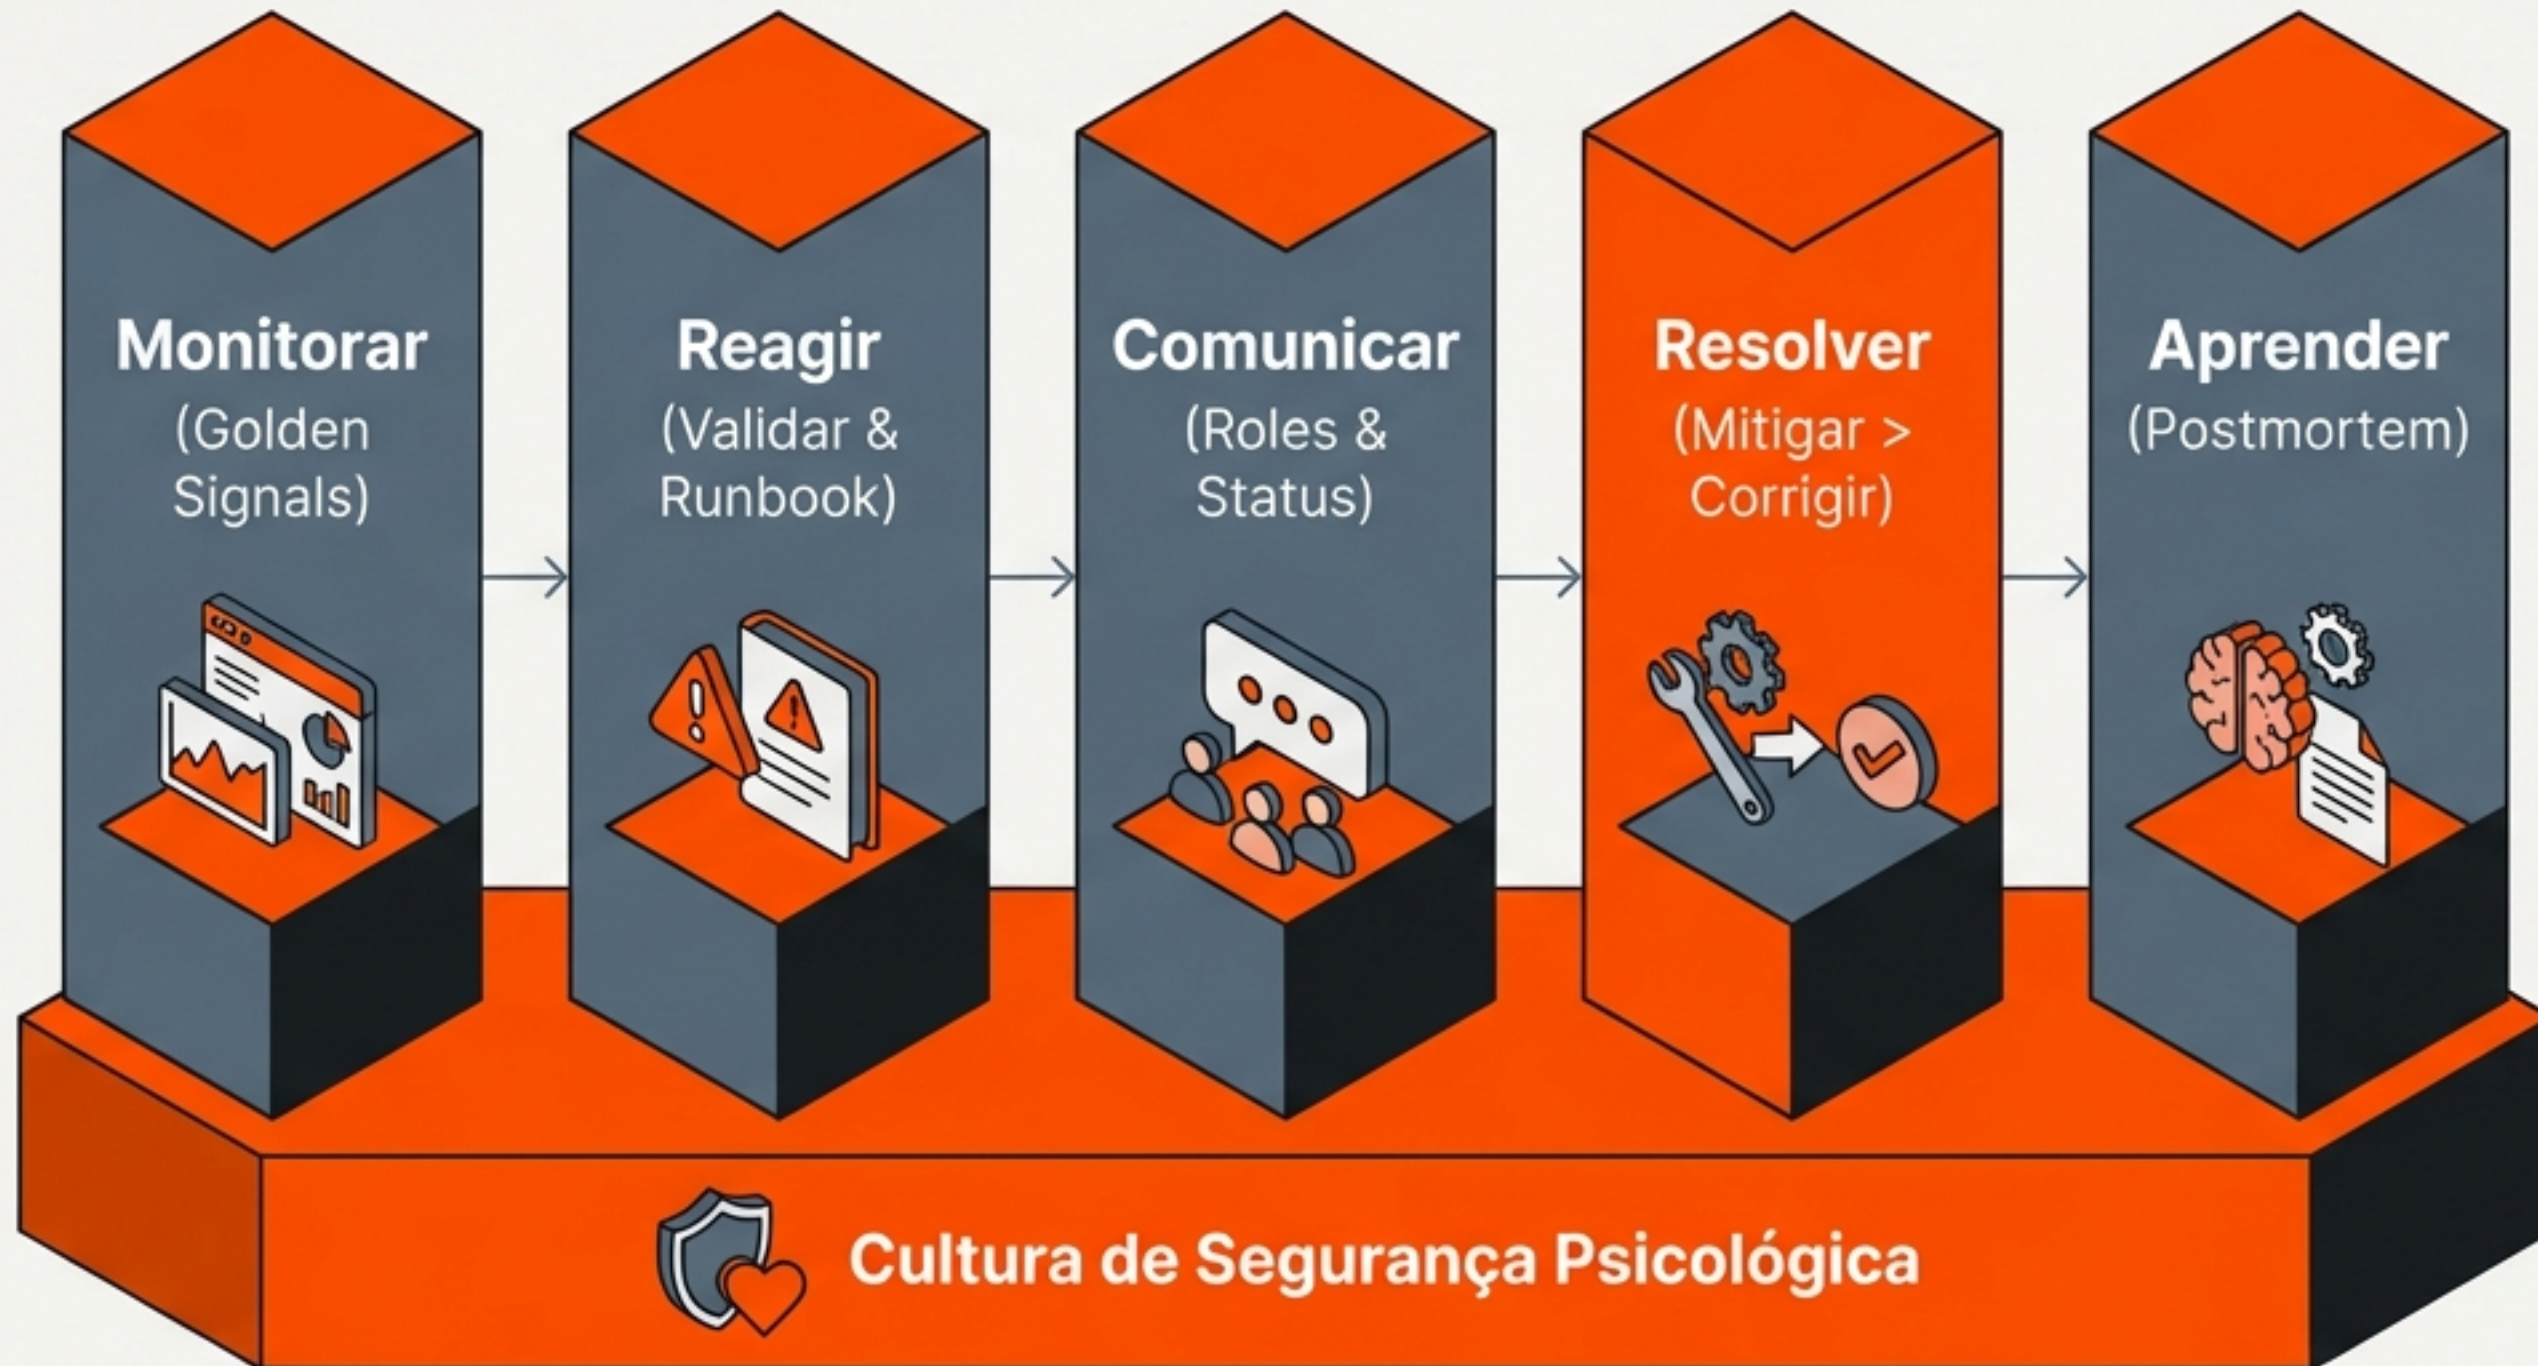 Monitorar
(Golden
Signals)
Reagir
(Validar &
Runbook)
Comunicar
(Roles &
Status)
Resolver
(Mitigar >
Corrigir)
Aprender
(Postmortem)
Cultura de Segurança Psicológica